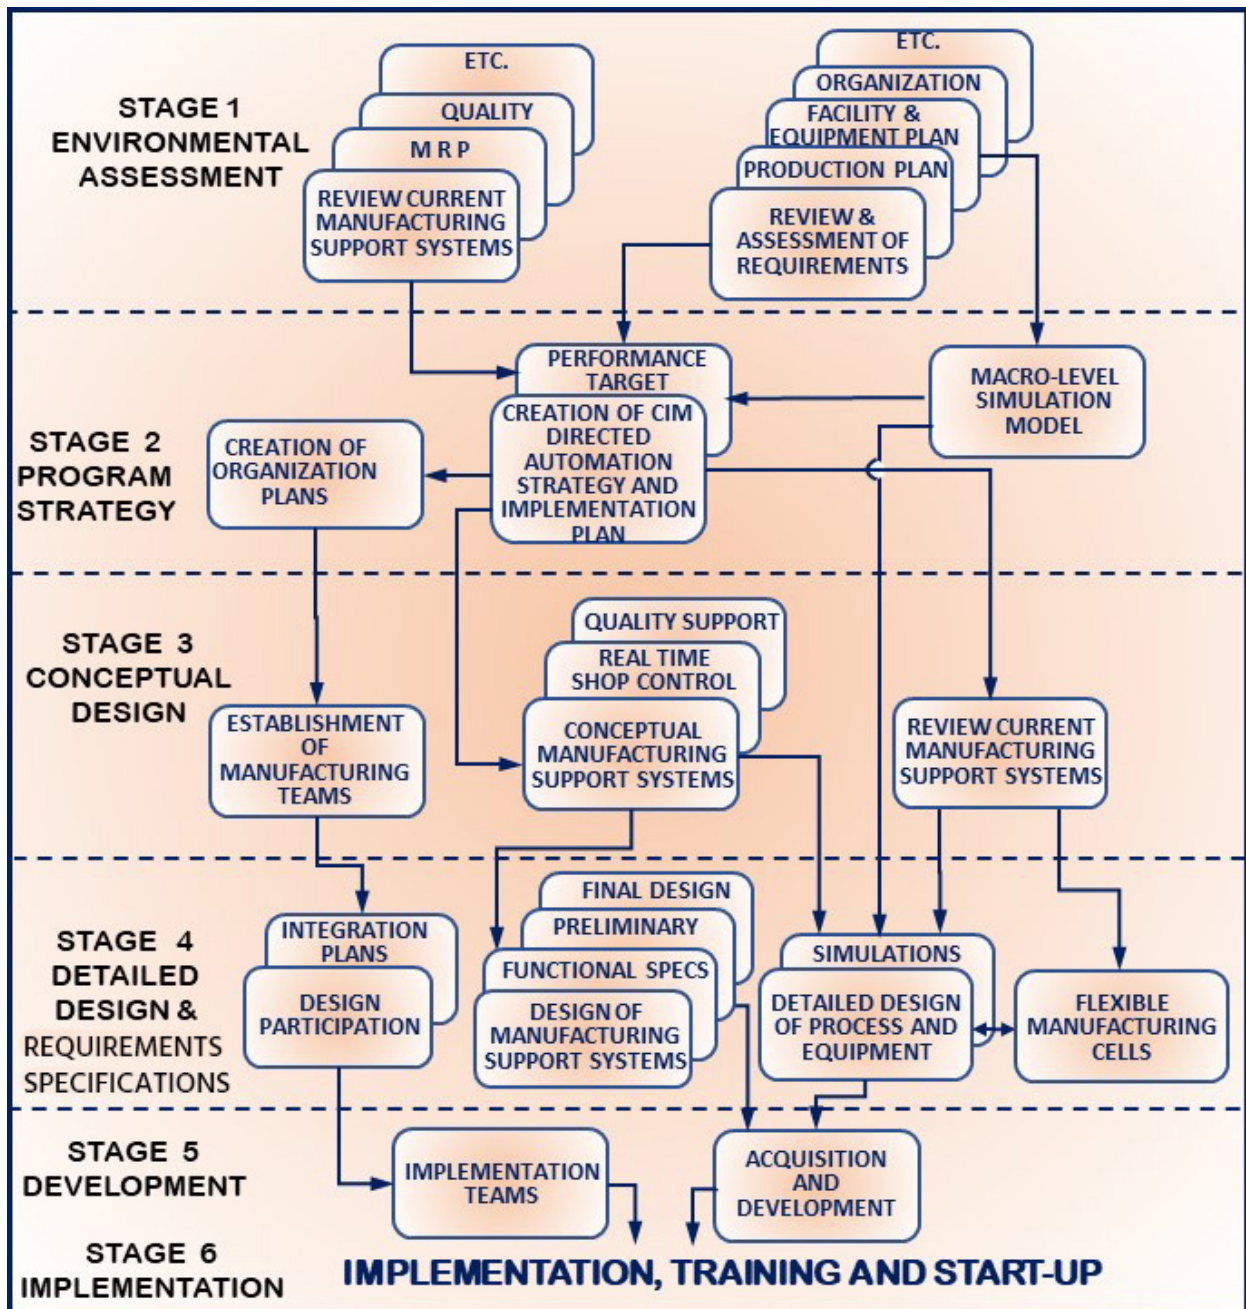 STAGE 1
ENVIRONMENTAL
ASSESSMENT
ETC.
QUALITY
M R P
REVIEW CURRENT
MANUFACTURING
SUPPORT SYSTEMS
ETC.
ORGANIZATION
FACILITY &
EQUIPMENT PLAN
PRODUCTION PLAN
REVIEW &
ASSESSMENT OF
REQUIREMENTS
STAGE 2
PROGRAM
STRATEGY
CREATION OF
ORGANIZATION
PLANS
PERFORMANCE
TARGET
CREATION OF CIM
DIRECTED
AUTOMATION
STRATEGY AND
IMPLEMENTATION
PLAN
MACRO-LEVEL
SIMULATION
MODEL
STAGE 3
CONCEPTUAL
DESIGN
ESTABLISHMENT
OF
MANUFACTURING
TEAMS
QUALITY SUPPORT
REAL TIME
SHOP CONTROL
CONCEPTUAL
MANUFACTURING
SUPPORT SYSTEMS
REVIEW CURRENT
MANUFACTURING
SUPPORT SYSTEMS
STAGE 4
DETAILED
DESIGN &
REQUIREMENTS
SPECIFICATIONS
INTEGRATION
PLANS
DESIGN
PARTICIPATION
FINAL DESIGN
PRELIMINARY
FUNCTIONAL SPECS
DESIGN OF
MANUFACTURING
SUPPORT SYSTEMS
SIMULATIONS
DETAILED DESIGN
OF PROCESS AND
EQUIPMENT
FLEXIBLE
MANUFACTURING
CELLS
STAGE 5
DEVELOPMENT
IMPLEMENTATION
TEAMS
ACQUISITION
AND
DEVELOPMENT
STAGE 6
IMPLEMENTATION
IMPLEMENTATION, TRAINING AND START-UP